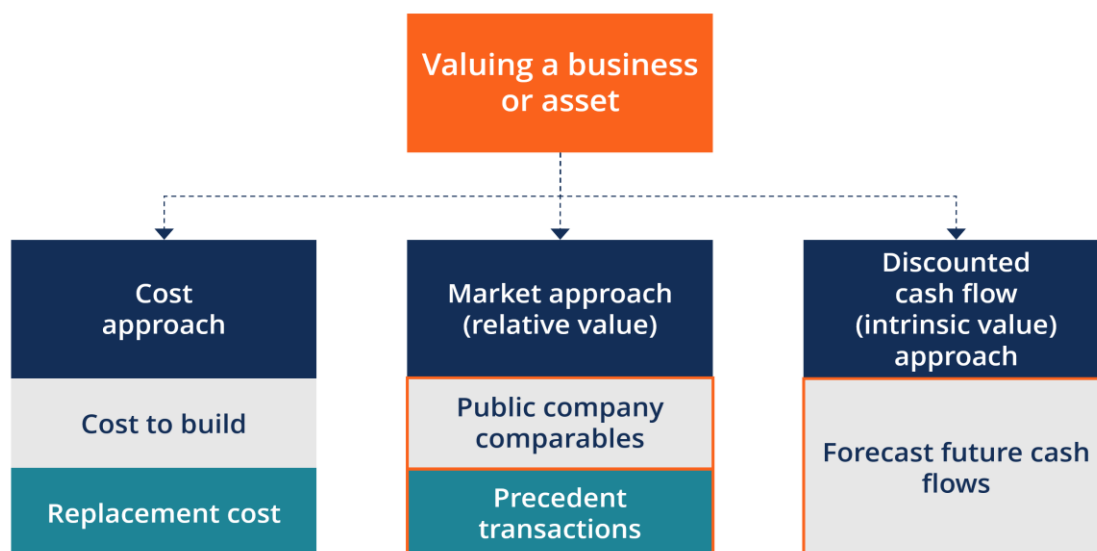 Valuing a business
or asset
Cost
approach
Cost to build
Replacement cost
Market approach
(relative value)
Public company
comparables
Precedent
transactions
Discounted
cash flow
(intrinsic value)
approach
Forecast future cash
flows